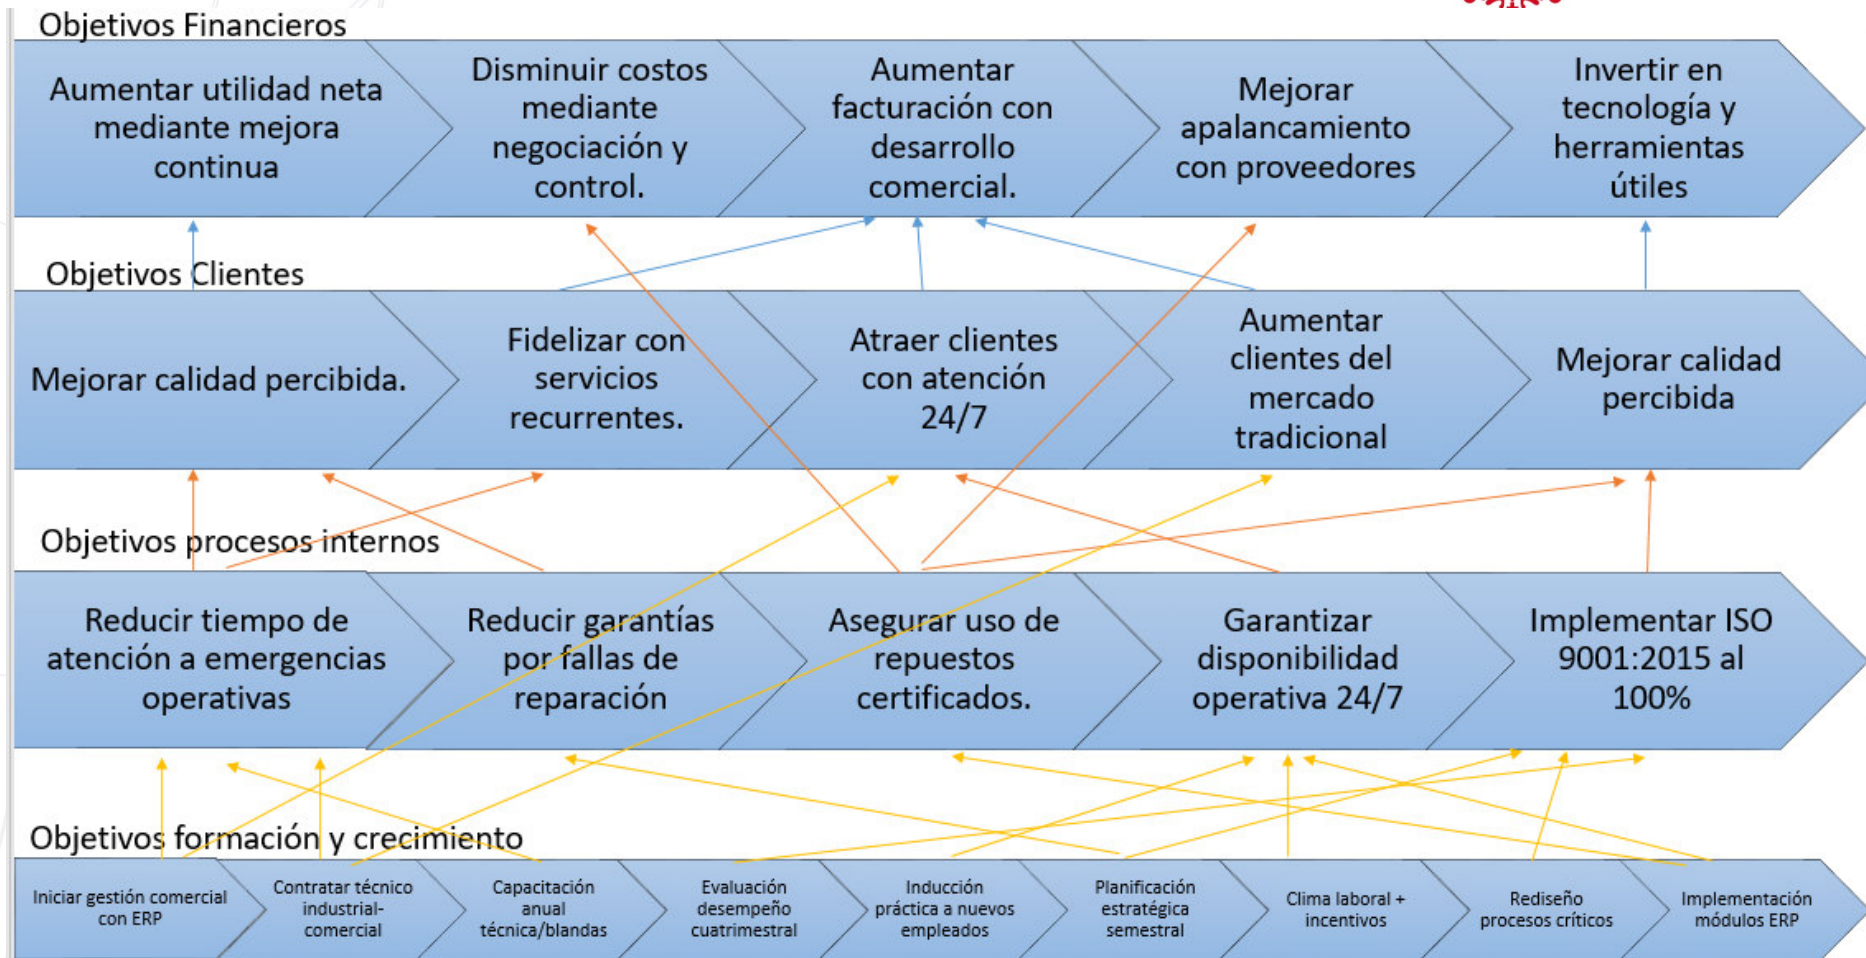 Objetivos Financieros
Aumentar utilidad neta
mediante mejora
continua
Disminuir costos
mediante
negociación y
control.
Aumentar
facturación con
desarrollo
comercial.
Mejorar
apalancamiento
con proveedores
Invertir en
tecnología y
herramientas
útiles
Objetivos Clientes
Mejorar calidad percibida.
Fidelizar con
servicios
recurrentes.
Atraer clientes
con atención
24/7
Aumentar
clientes del
mercado
tradicional
Mejorar calidad
percibida
Objetivos procesos internos
Reducir tiempo de
atención a emergencias
operativas
Reducir garantías
por fallas de
reparación
Asegurar uso de
repuestos
certificados.
Garantizar
disponibilidad
operativa 24/7
Implementar ISO
9001:2015 al
100%
Objetivos formación y crecimiento
Iniciar gestión comercial
con ERP
Contratar técnico
industrial-
comercial
Capacitación
anual
técnica/blandas
Evaluación
desempeño
cuatrimestral
Inducción
práctica a nuevos
empleados
Planificación
estratégica
semestral
Clima laboral +
incentivos
Rediseño
procesos críticos
Implementación
módulos ERP